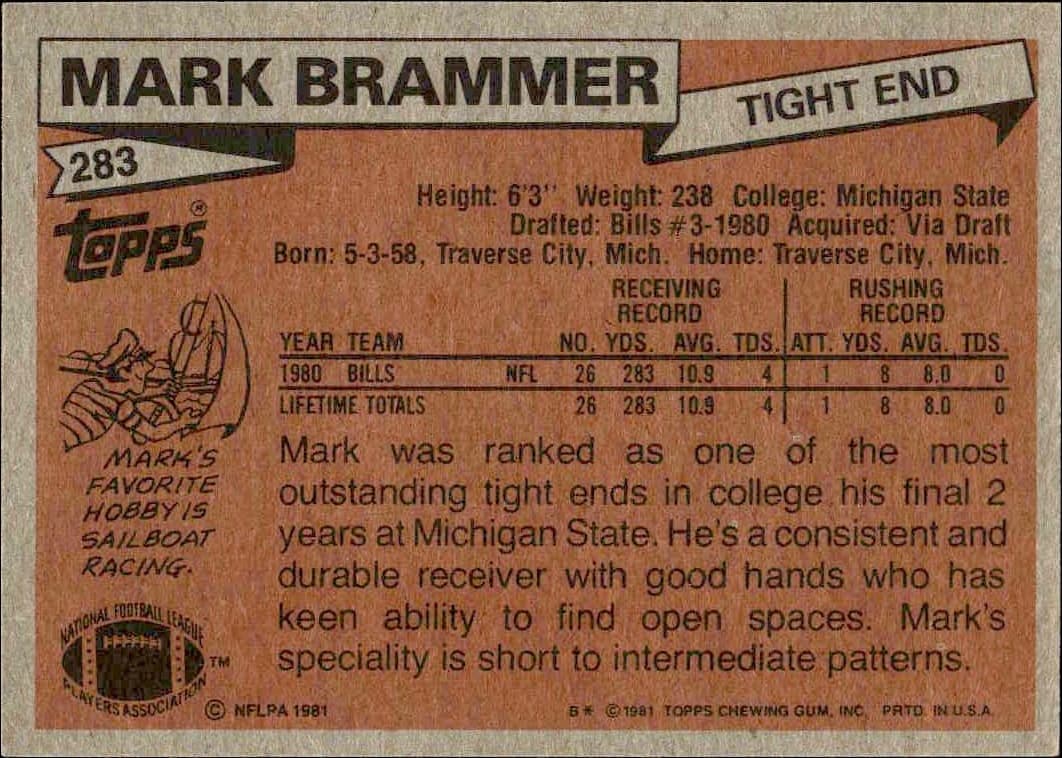 MARK BRAMMER
TIGHT END
283
topps®
Height: 6'3'' Weight: 238 College: Michigan State
Drafted: Bills #3-1980 Acquired: Via Draft
Born: 5-3-58, Traverse City, Mich. Home: Traverse City, Mich.
RECEIVING RECORD RUSHING RECORD
YEAR TEAM NO. YDS. AVG. TDS. ATT. YDS. AVG. TDS.
1980 BILLS NFL 26 283 10.9 4 1 8 8.0 0
LIFETIME TOTALS 26 283 10.9 4 1 8 8.0 0
MARK'S
FAVORITE
HOBBY IS
SAILBOAT
RACING.
Mark was ranked as one of the most
outstanding tight ends in college his final 2
years at Michigan State. He's a consistent and
durable receiver with good hands who has
keen ability to find open spaces. Mark's
speciality is short to intermediate patterns.
NATIONAL FOOTBALL LEAGUE
PLAYERS ASSOCIATION
TM
© NFLPA 1981
B* © 1981 TOPPS CHEWING GUM, INC. PRTD. IN U.S.A.